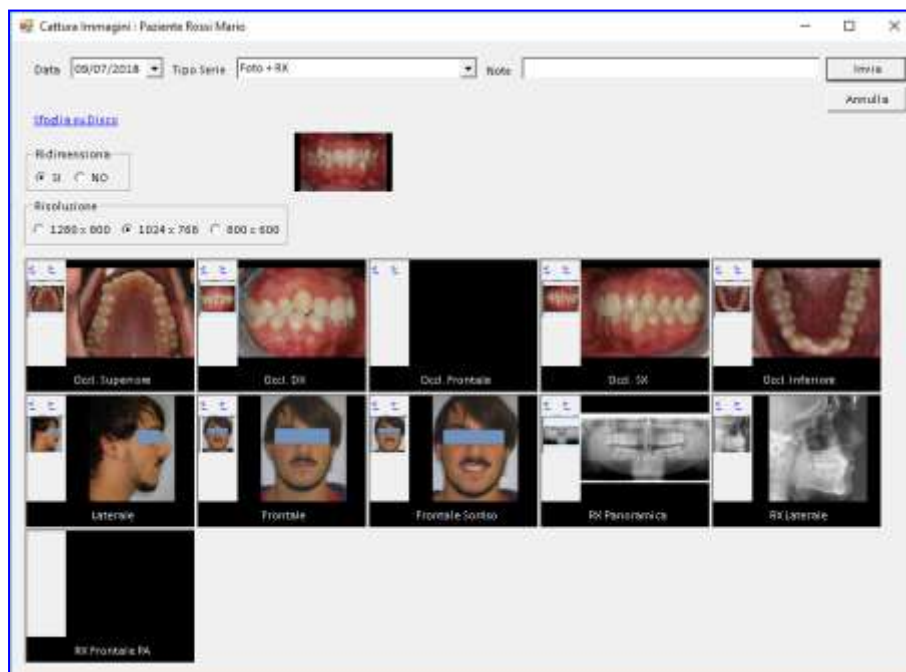 Cattura Immagini : Paziente Rossi Mario
Data 09/07/2018 Tipo Serie Foto + RX Note Invia
Annulla
Sfoglia su Disco
Ridimensiona
SI NO
Risoluzione
1280 x 800 1024 x 768 800 x 600
Occl. Superiore Occl. DX Occl. Frontale Occl. SX Occl. Inferiore
Laterale Frontale Frontale Sorriso RX Panoramica RX Laterale
RX Frontale PA